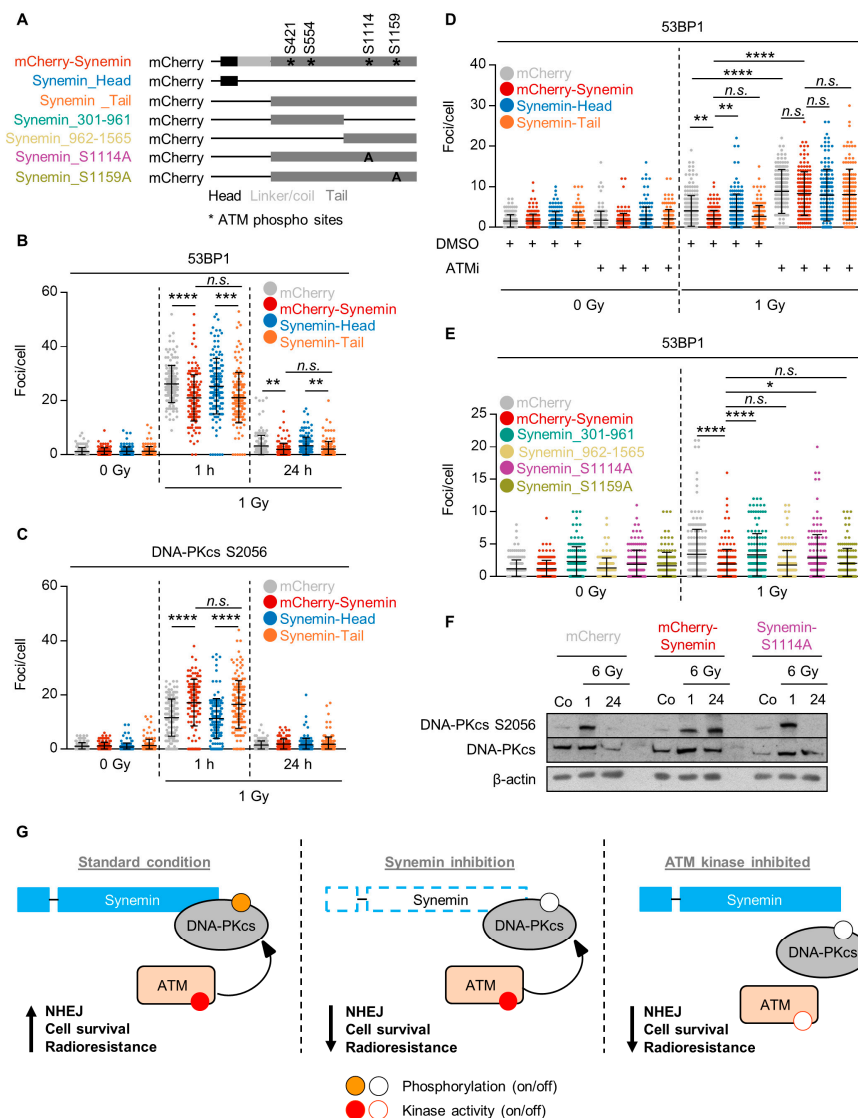 A
S421
S554
S1114
S1159
mCherry-Synemin mCherry * * * *
Synemin_Head mCherry
Synemin _Tail mCherry
Synemin_301-961 mCherry
Synemin_962-1565 mCherry
Synemin_S1114A mCherry A
Synemin_S1159A mCherry A
Head Linker/coil Tail
* ATM phospho sites
B
53BP1
Foci/cell
60
40
20
0
n.s.
**** ***
n.s.
** **
mCherry
mCherry-Synemin
Synemin-Head
Synemin-Tail
0 Gy 1 h 24 h
1 Gy
C
DNA-PKcs S2056
Foci/cell
60
40
20
0
n.s.
**** ****
mCherry
mCherry-Synemin
Synemin-Head
Synemin-Tail
0 Gy 1 h 24 h
1 Gy
D
53BP1
Foci/cell
40
30
20
10
0
mCherry
mCherry-Synemin
Synemin-Head
Synemin-Tail
****
****
n.s.
** **
n.s.
n.s.
n.s.
DMSO + + + + + + + +
ATMi + + + + + + + +
0 Gy 1 Gy
E
53BP1
Foci/cell
25
20
15
10
5
0
mCherry
mCherry-Synemin
Synemin_301-961
Synemin_962-1565
Synemin_S1114A
Synemin_S1159A
n.s.
*
n.s.
****
****
0 Gy 1 Gy
F
mCherry mCherry-Synemin Synemin-S1114A
6 Gy 6 Gy 6 Gy
Co 1 24 Co 1 24 Co 1 24
DNA-PKcs S2056
DNA-PKcs
β-actin
G
Standard condition
Synemin
DNA-PKcs
ATM
NHEJ
Cell survival
Radioresistance
Synemin inhibition
Synemin
DNA-PKcs
ATM
NHEJ
Cell survival
Radioresistance
ATM kinase inhibited
Synemin
DNA-PKcs
ATM
NHEJ
Cell survival
Radioresistance
Phosphorylation (on/off)
Kinase activity (on/off)